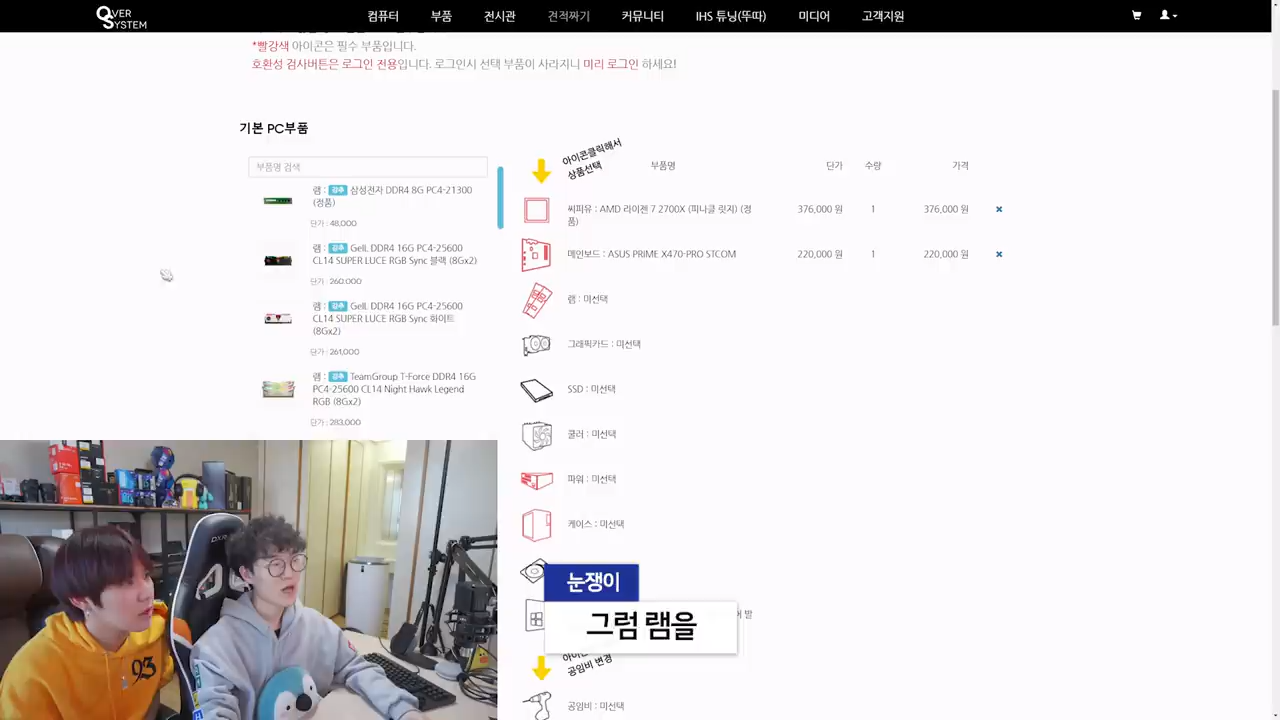 OVER
SYSTEM
컴퓨터
부품
전시관
견적짜기
커뮤니티
IHS 튜닝(뚜따)
미디어
고객지원
*빨강색 아이콘은 필수 부품입니다.
호환성 검사버튼은 로그인 전용입니다. 로그인시 선택 부품이 사라지니 미리 로그인 하세요!
기본 PC부품
부품명 검색
램 : 강추 삼성전자 DDR4 8G PC4-21300
(정품)
단가 : 48,000
램 : 강추 GeIL DDR4 16G PC4-25600
CL14 SUPER LUCE RGB Sync 블랙 (8Gx2)
단가 : 260,000
램 : 강추 GeIL DDR4 16G PC4-25600
CL14 SUPER LUCE RGB Sync 화이트
(8Gx2)
단가 : 261,000
램 : 강추 TeamGroup T-Force DDR4 16G
PC4-25600 CL14 Night Hawk Legend
RGB (8Gx2)
단가 : 283,000
아이콘클릭해서
상품선택
부품명
단가
수량
가격
씨피유 : AMD 라이젠 7 2700X (피나클 릿지) (정
품)
376,000 원
1
376,000 원
메인보드 : ASUS PRIME X470-PRO STCOM
220,000 원
1
220,000 원
램 : 미선택
그래픽카드 : 미선택
SSD : 미선택
쿨러 : 미선택
파워 : 미선택
케이스 : 미선택
눈쟁이
그럼 램을
공임비 변경
공임비 : 미선택
93